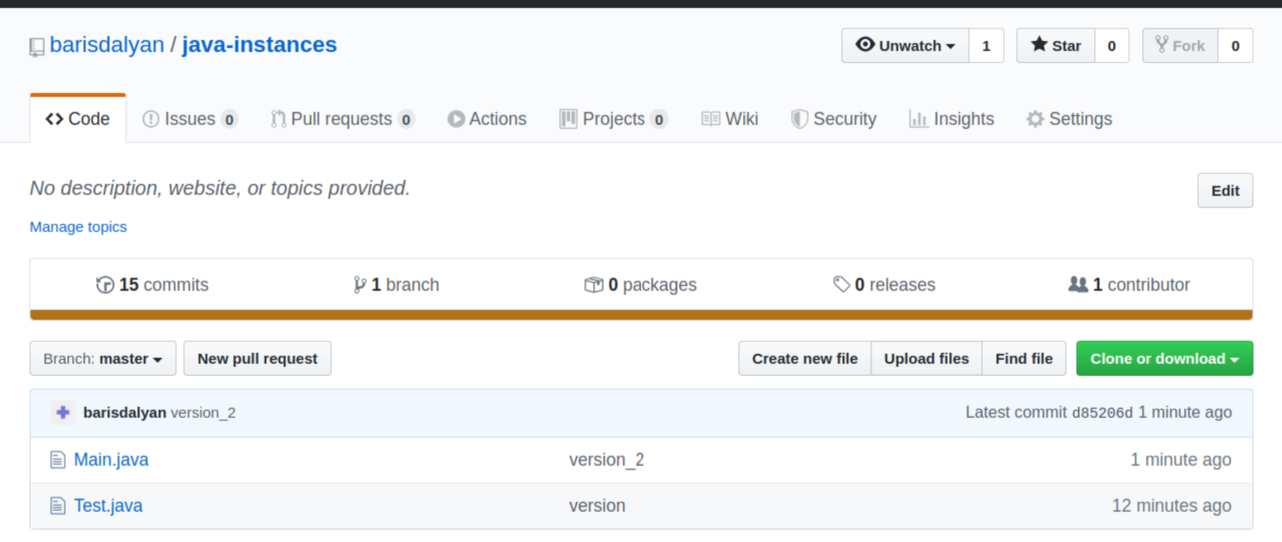 barisdalyan / java-instances
Unwatch 1 Star 0 Fork 0
Code Issues 0 Pull requests 0 Actions Projects 0 Wiki Security Insights Settings
No description, website, or topics provided. Edit
Manage topics
15 commits 1 branch 0 packages 0 releases 1 contributor
Branch: master New pull request Create new file Upload files Find file Clone or download
barisdalyan version_2 Latest commit d85206d 1 minute ago
Main.java version_2 1 minute ago
Test.java version 12 minutes ago